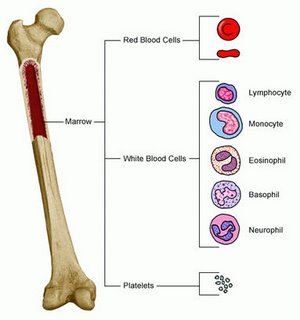 Red Blood Cells
Marrow
White Blood Cells
Lymphocyte
Monocyte
Eosinophil
Basophil
Neurophil
Platelets